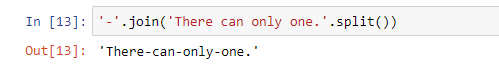 In [13]: '-'.join('There can only one.'.split())
Out[13]: 'There-can-only-one.'